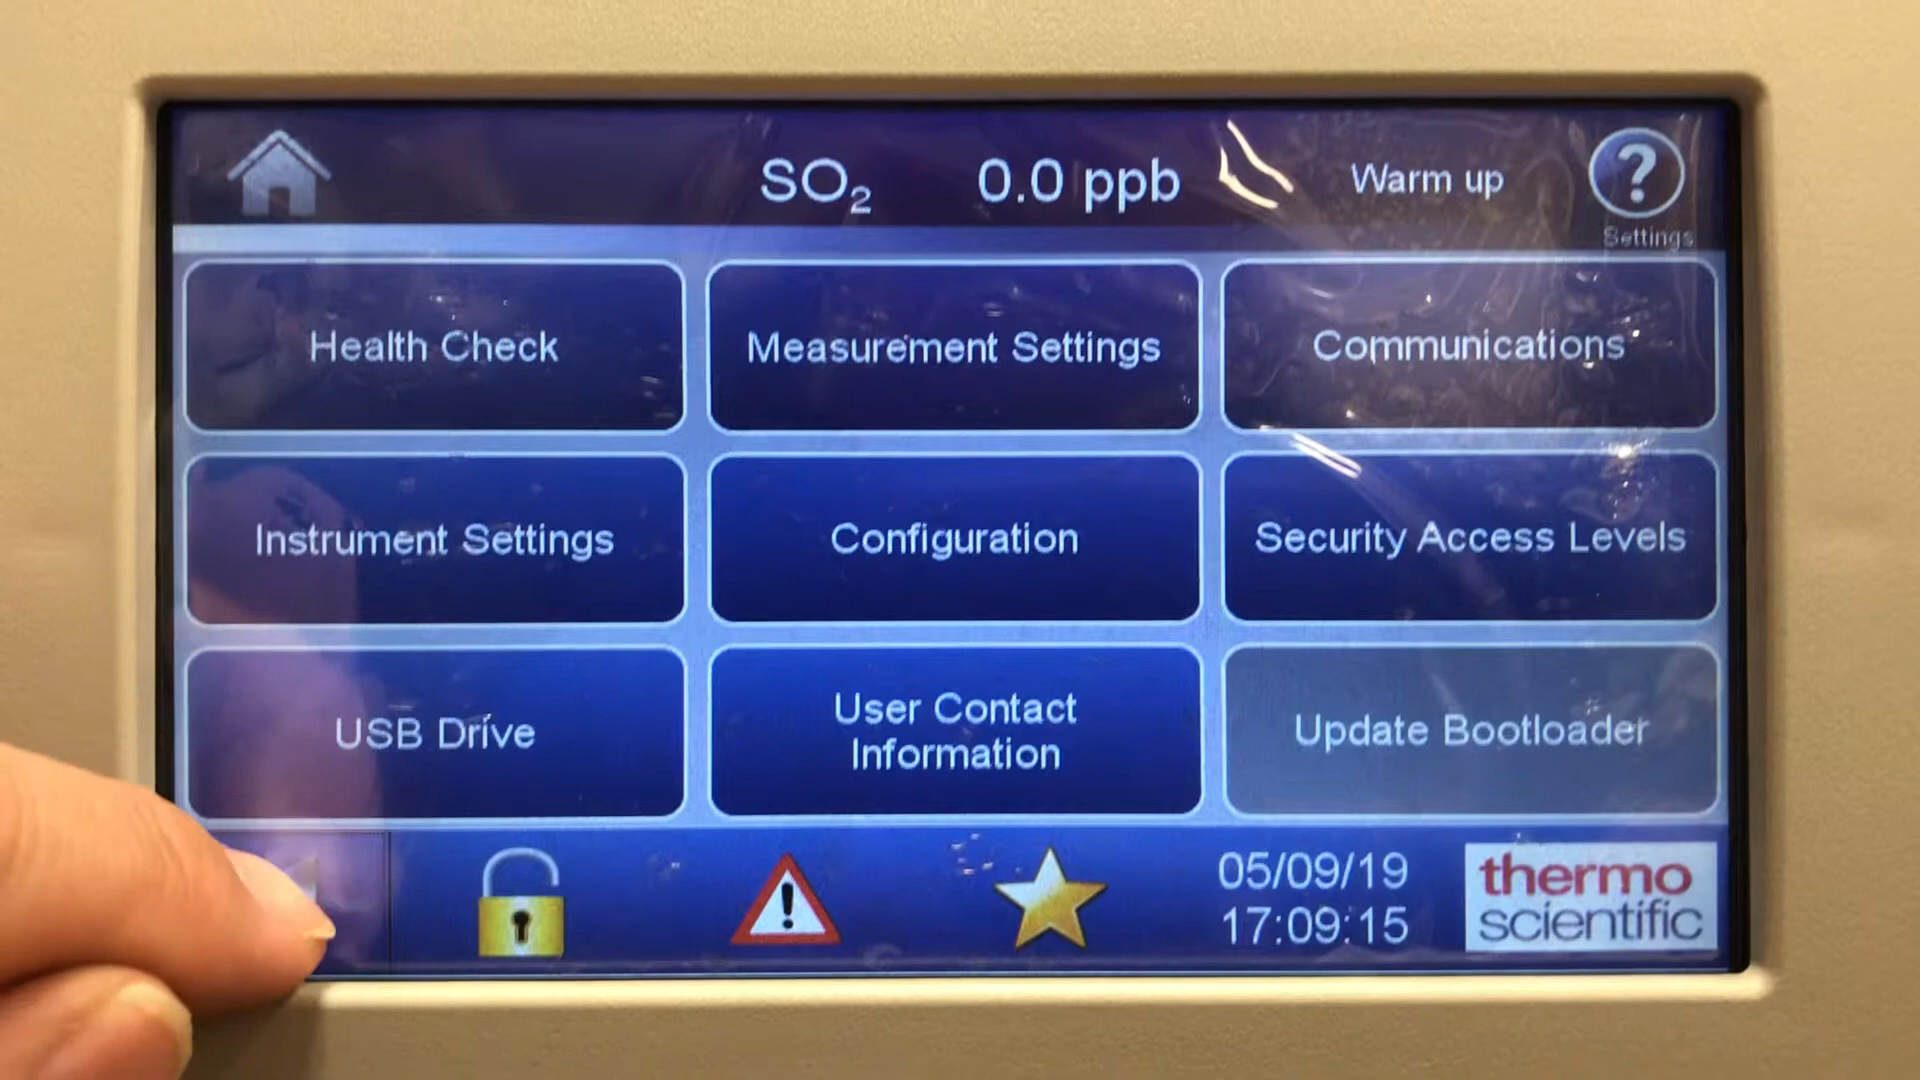 SO₂ 0.0 ppb Warm up ?
Settings
Health Check
Measurement Settings
Communications
Instrument Settings
Configuration
Security Access Levels
USB Drive
User Contact
Information
Update Bootloader
05/09/19
17:09:15
thermo
scientific